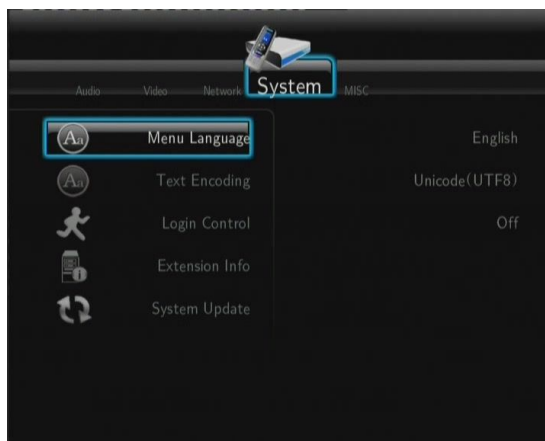 Audio Video Network System MISC
Menu Language English
Text Encoding Unicode(UTF8)
Login Control Off
Extension Info
System Update